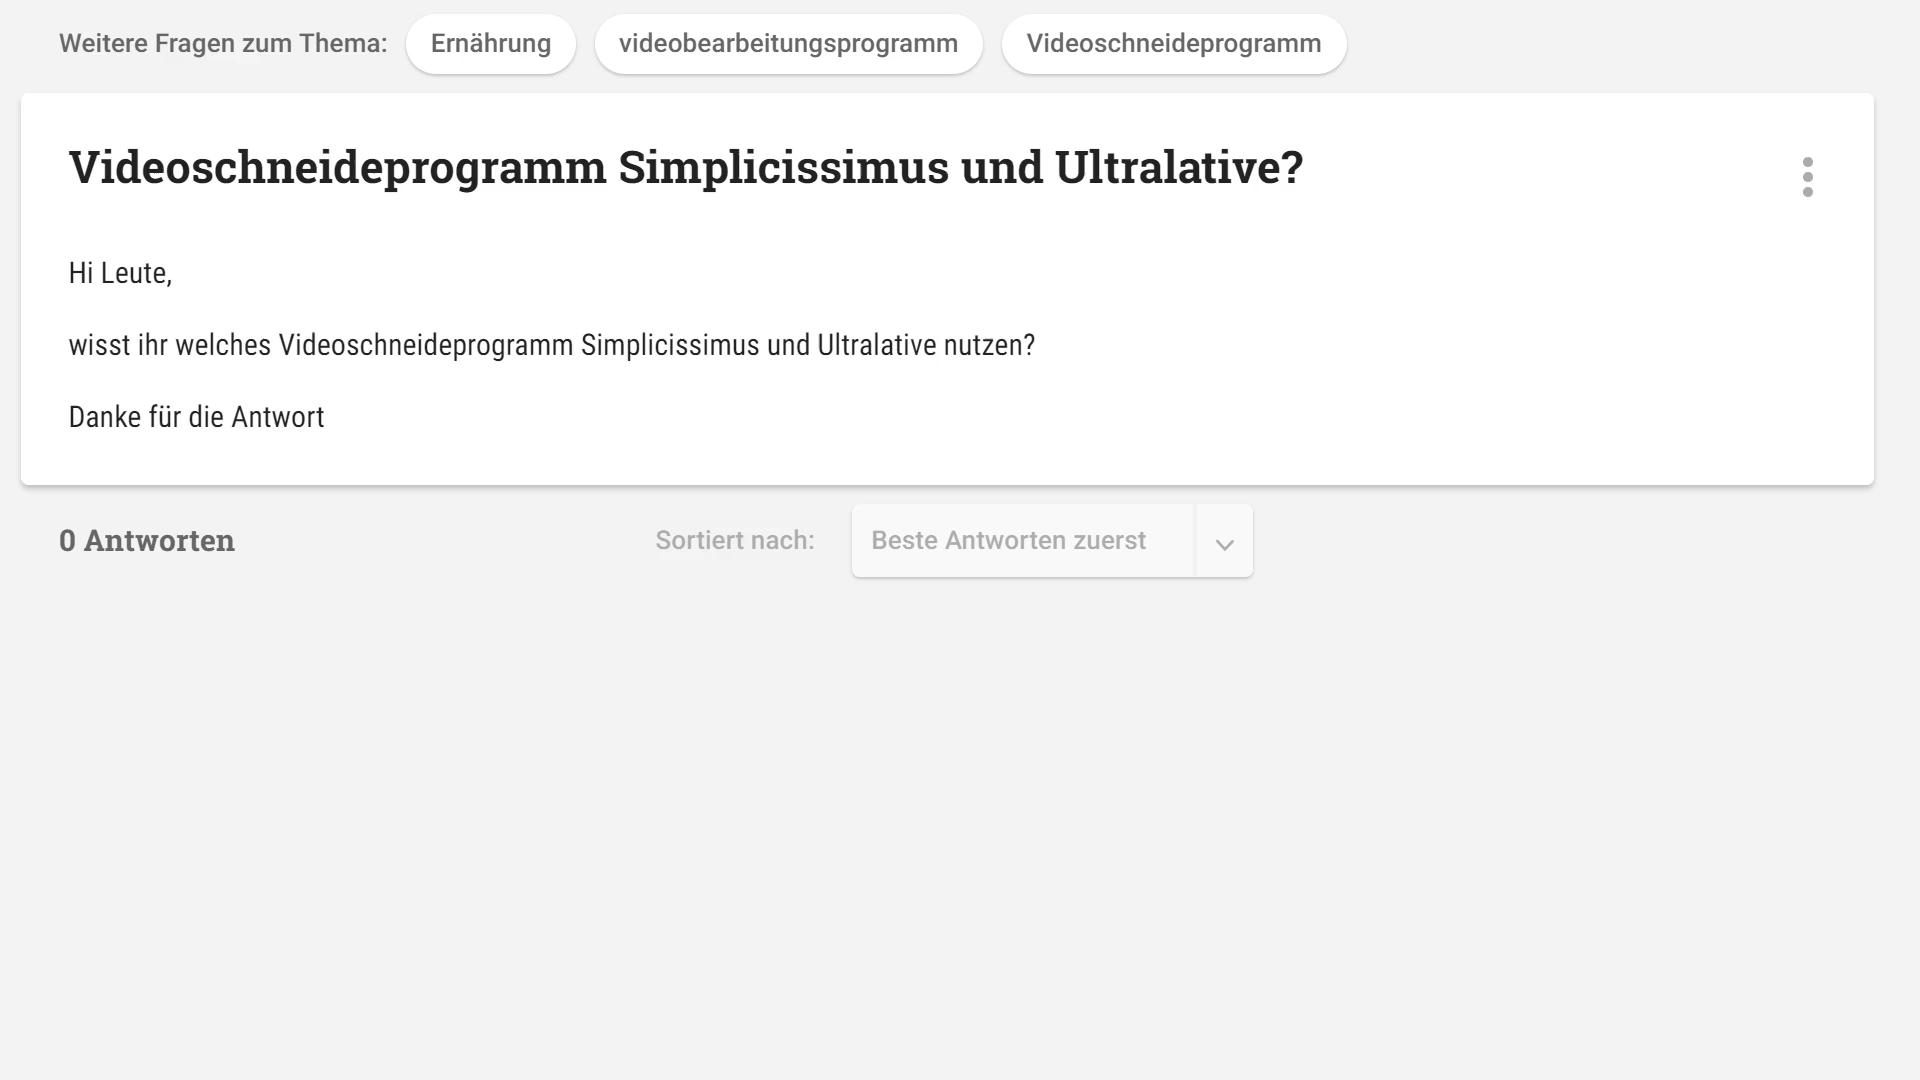 Weitere Fragen zum Thema: Ernährung videobearbeitungsprogramm Videoschneideprogramm
Videoschneideprogramm Simplicissimus und Ultralative?
Hi Leute,
wisst ihr welches Videoschneideprogramm Simplicissimus und Ultralative nutzen?
Danke für die Antwort
0 Antworten Sortiert nach: Beste Antworten zuerst